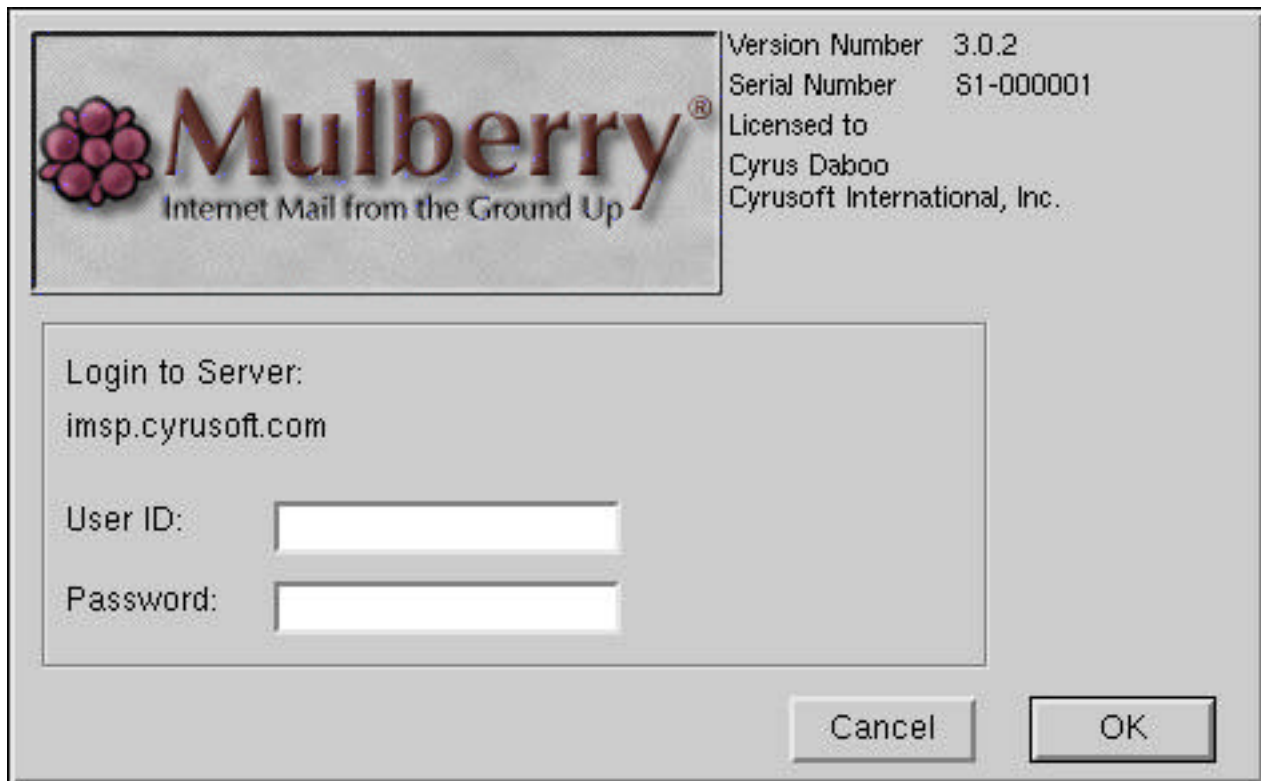 Mulberry®
Internet Mail from the Ground Up
Version Number 3.0.2
Serial Number S1-000001
Licensed to
Cyrus Daboo
Cyrusoft International, Inc.
Login to Server:
imsp.cyrusoft.com
User ID:
Password:
Cancel OK